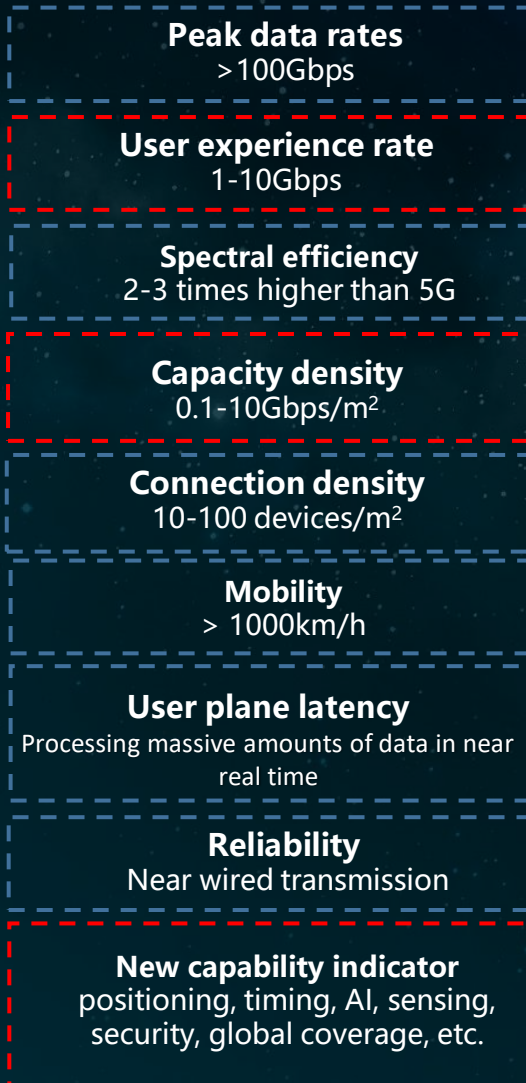 Peak data rates
>100Gbps
User experience rate
1-10Gbps
Spectral efficiency
2-3 times higher than 5G
Capacity density
0.1-10Gbps/m²
Connection density
10-100 devices/m²
Mobility
> 1000km/h
User plane latency
Processing massive amounts of data in near
real time
Reliability
Near wired transmission
New capability indicator
positioning, timing, AI, sensing,
security, global coverage, etc.